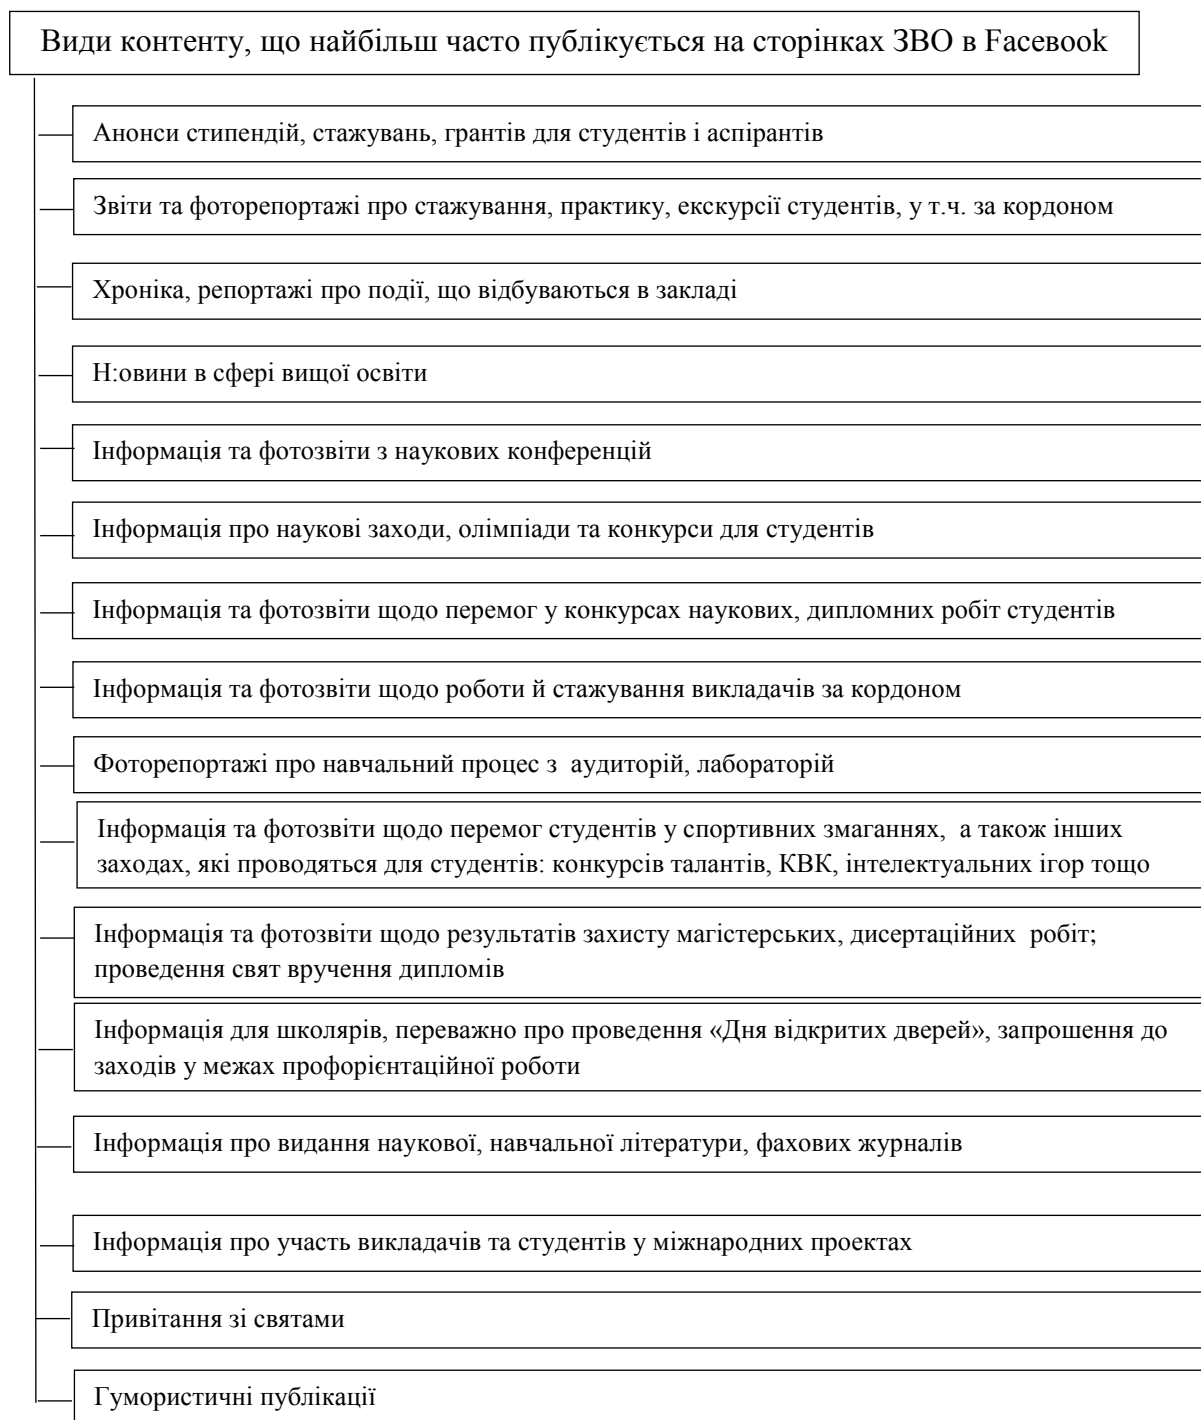 Види контенту, що найбільш часто публікується на сторінках ЗВО в Facebook
Анонси стипендій, стажувань, грантів для студентів і аспірантів
Звіти та фоторепортажі про стажування, практику, екскурсії студентів, у т.ч. за кордоном
Хроніка, репортажі про події, що відбуваються в закладі
Н:овини в сфері вищої освіти
Інформація та фотозвіти з наукових конференцій
Інформація про наукові заходи, олімпіади та конкурси для студентів
Інформація та фотозвіти щодо перемог у конкурсах наукових, дипломних робіт студентів
Інформація та фотозвіти щодо роботи й стажування викладачів за кордоном
Фоторепортажі про навчальний процес з аудиторій, лабораторій
Інформація та фотозвіти щодо перемог студентів у спортивних змаганнях, а також інших
заходах, які проводяться для студентів: конкурсів талантів, КВК, інтелектуальних ігор тощо
Інформація та фотозвіти щодо результатів захисту магістерських, дисертаційних робіт;
проведення свят вручення дипломів
Інформація для школярів, переважно про проведення «Дня відкритих дверей», запрошення до
заходів у межах профорієнтаційної роботи
Інформація про видання наукової, навчальної літератури, фахових журналів
Інформація про участь викладачів та студентів у міжнародних проектах
Привітання зі святами
Гумористичні публікації